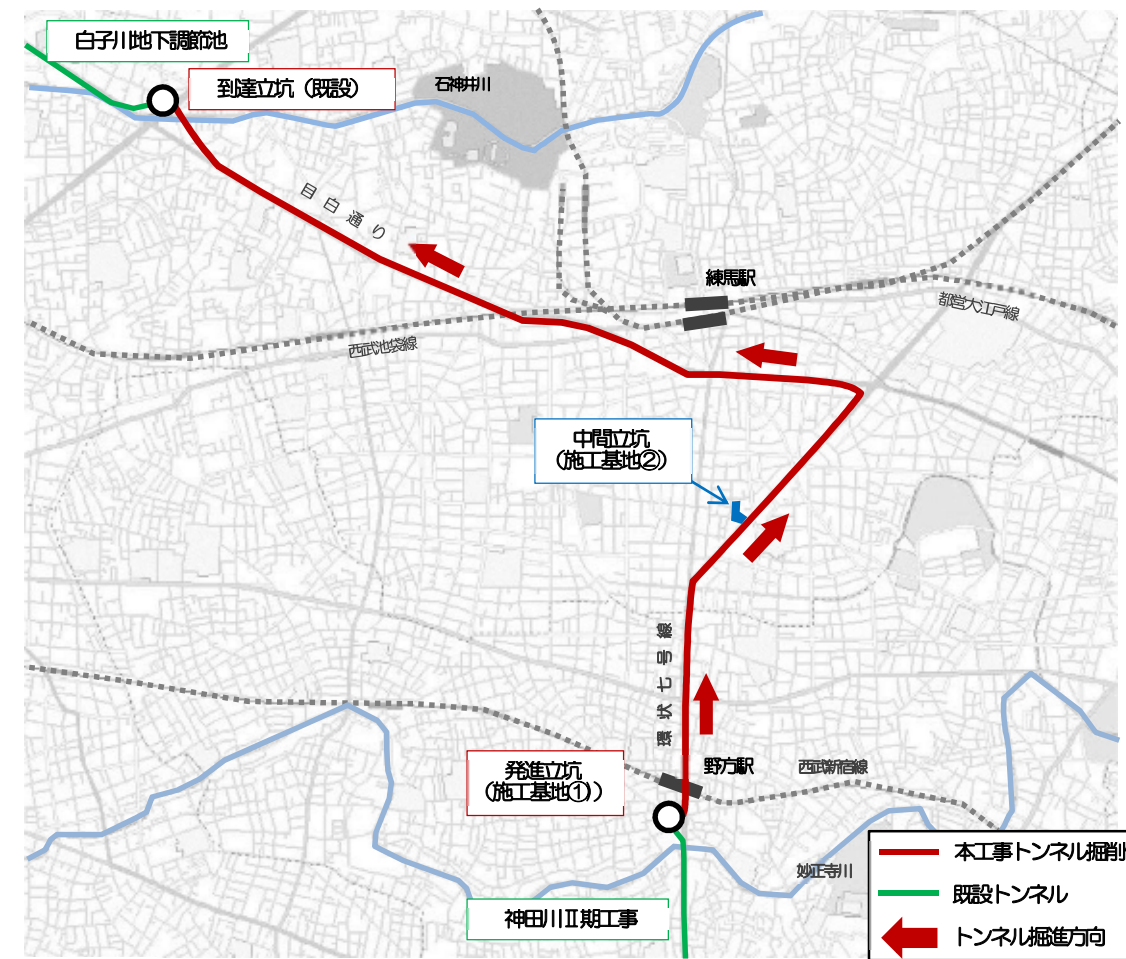 白子川地下調節池
到達立坑（既設）
石神井川
目白通り
練馬駅
都営大江戸線
西武池袋線
中間立坑
（施工基地②）
環状七号線
発進立坑
（施工基地①））
野方駅
西武新宿線
妙正寺川
神田川Ⅱ期工事
本工事トンネル掘削
既設トンネル
トンネル掘進方向